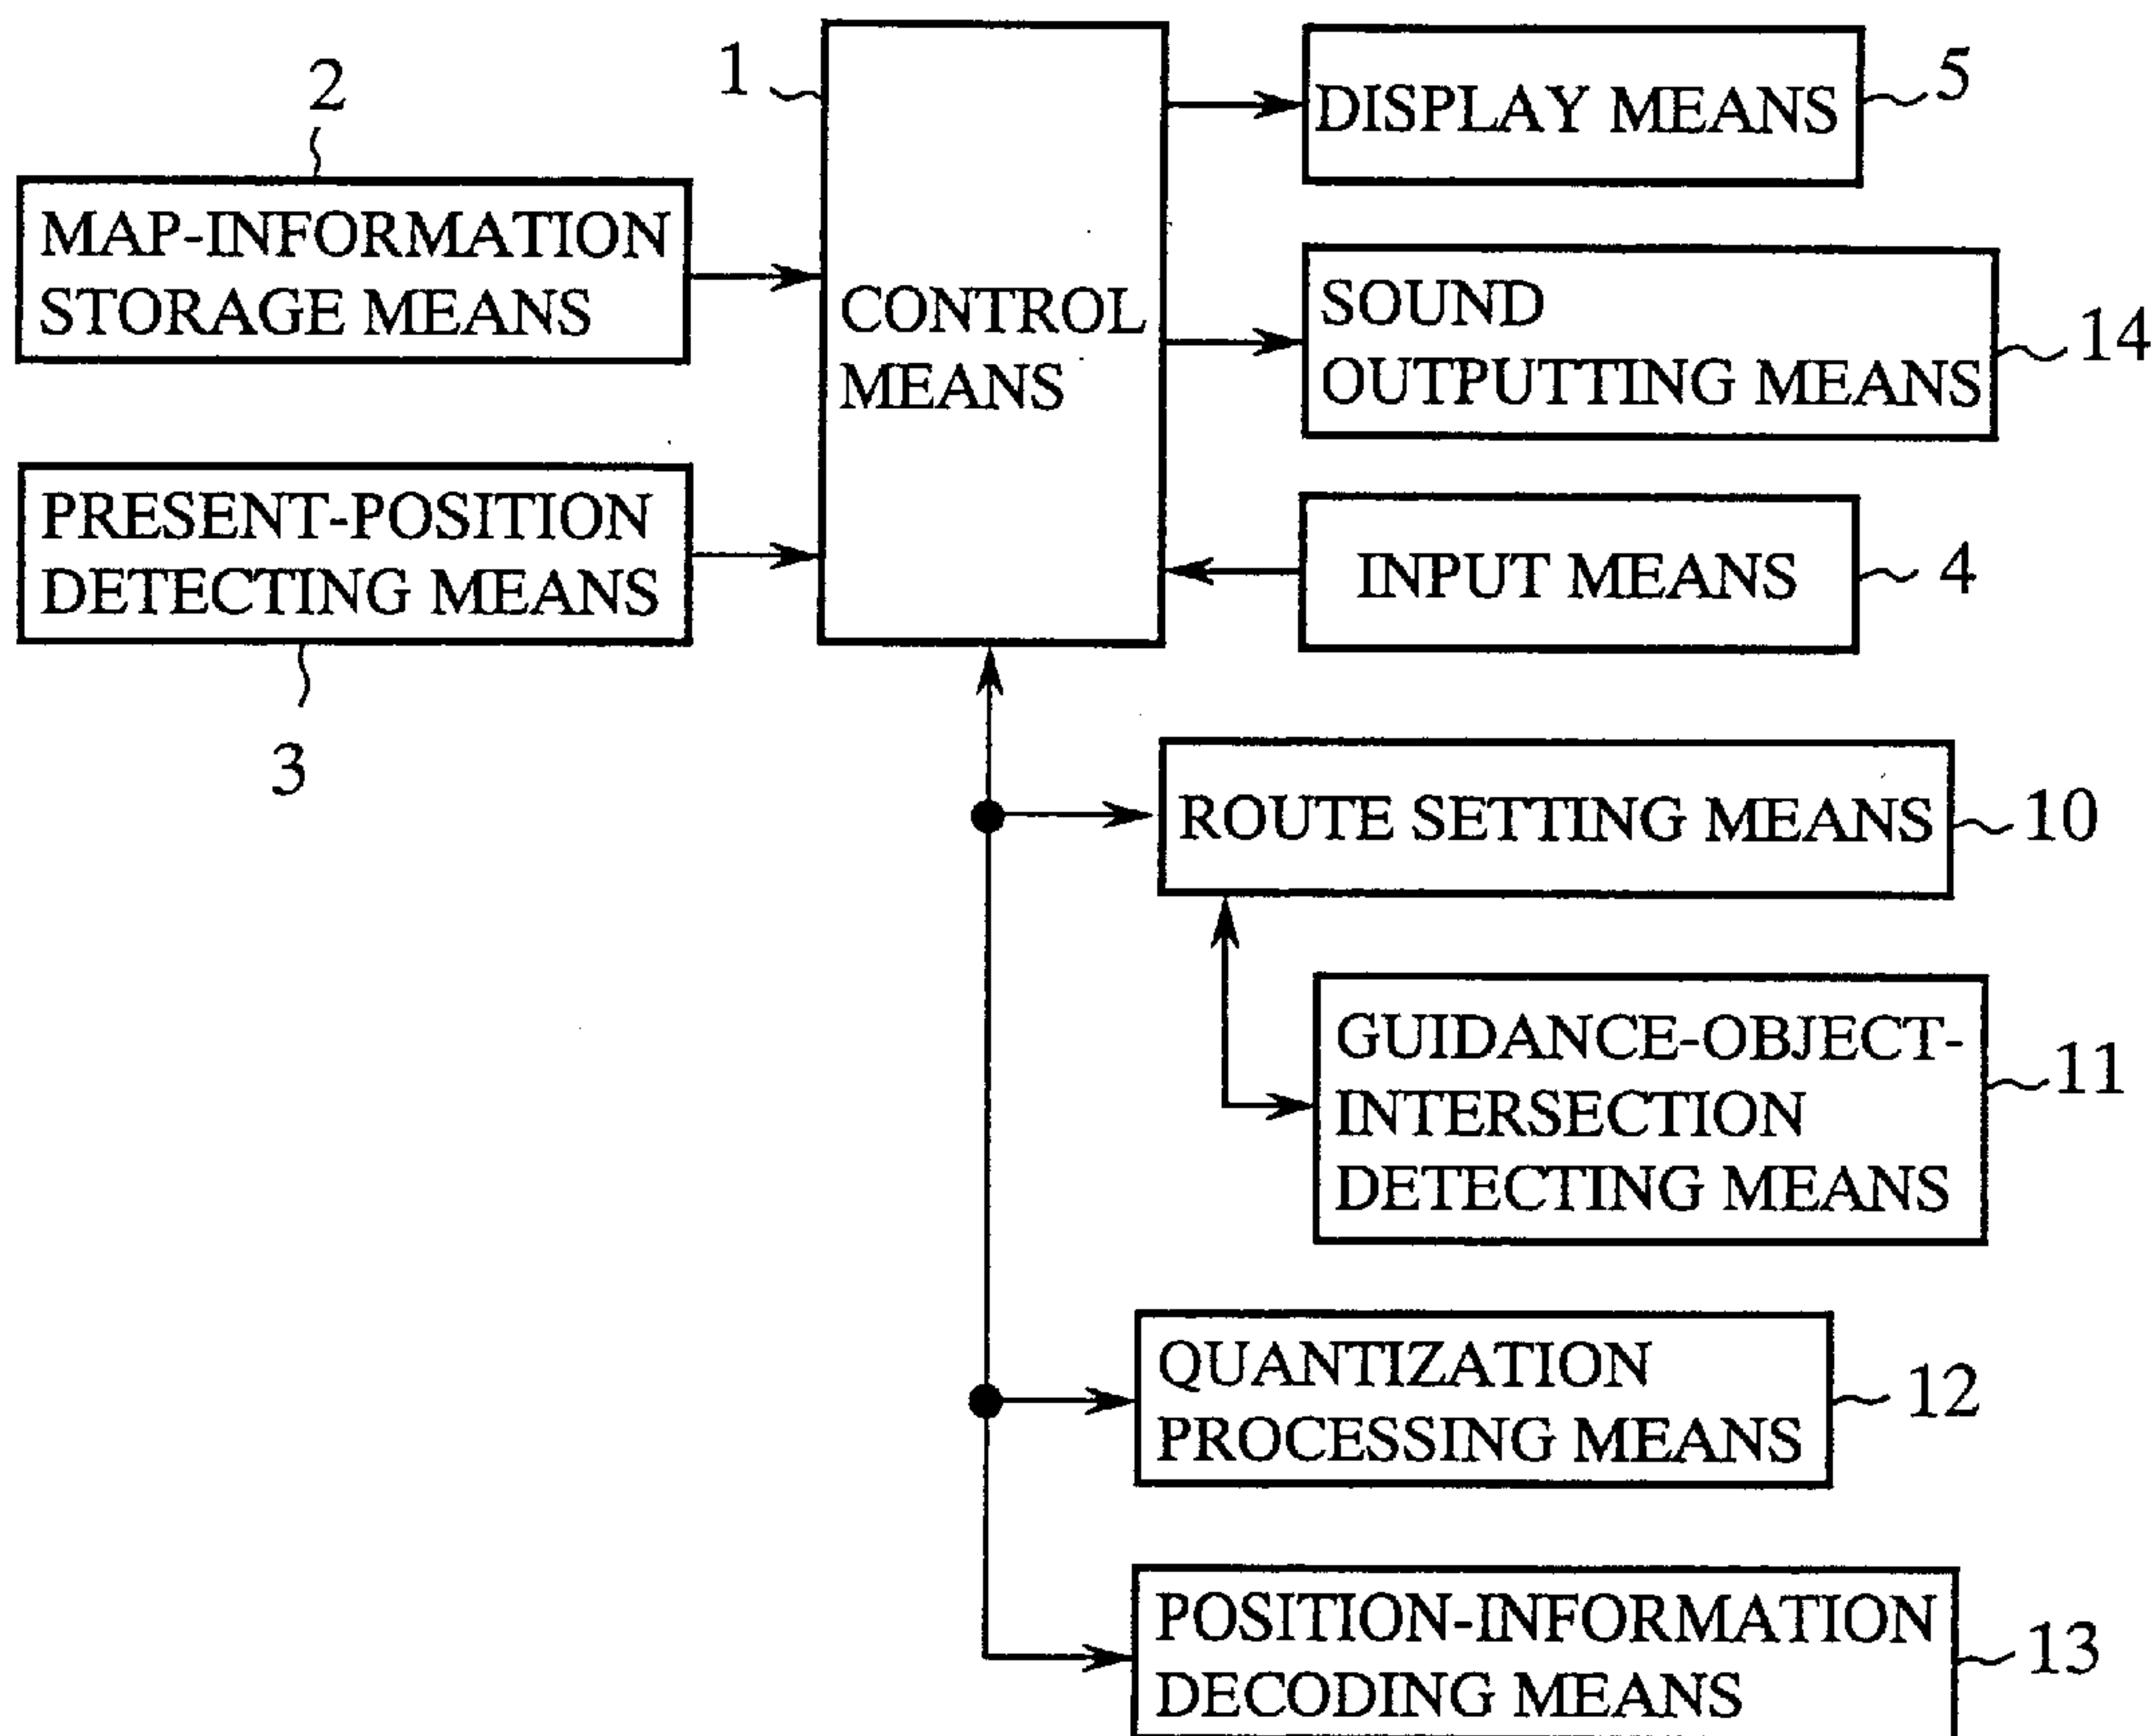 1
2
MAP-INFORMATION
STORAGE MEANS
PRESENT-POSITION
DETECTING MEANS
3
CONTROL
MEANS
DISPLAY MEANS
5
SOUND
OUTPUTTING MEANS
14
INPUT MEANS
4
ROUTE SETTING MEANS
10
GUIDANCE-OBJECT-
INTERSECTION
DETECTING MEANS
11
QUANTIZATION
PROCESSING MEANS
12
POSITION-INFORMATION
DECODING MEANS
13